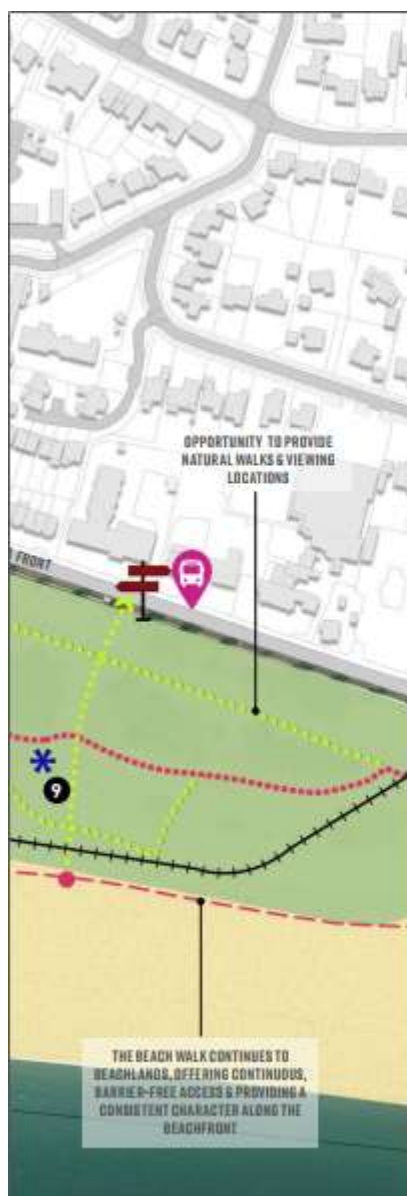 OPPORTUNITY TO PROVIDE
NATURAL WALKS & VIEWING
LOCATIONS
FRONT
9
THE BEACH WALK CONTINUES TO
BEACHLANDS, OFFERING CONTINUOUS,
BARRIER-FREE ACCESS & PROVIDING A
CONSISTENT CHARACTER ALONG THE
BEACHFRONT